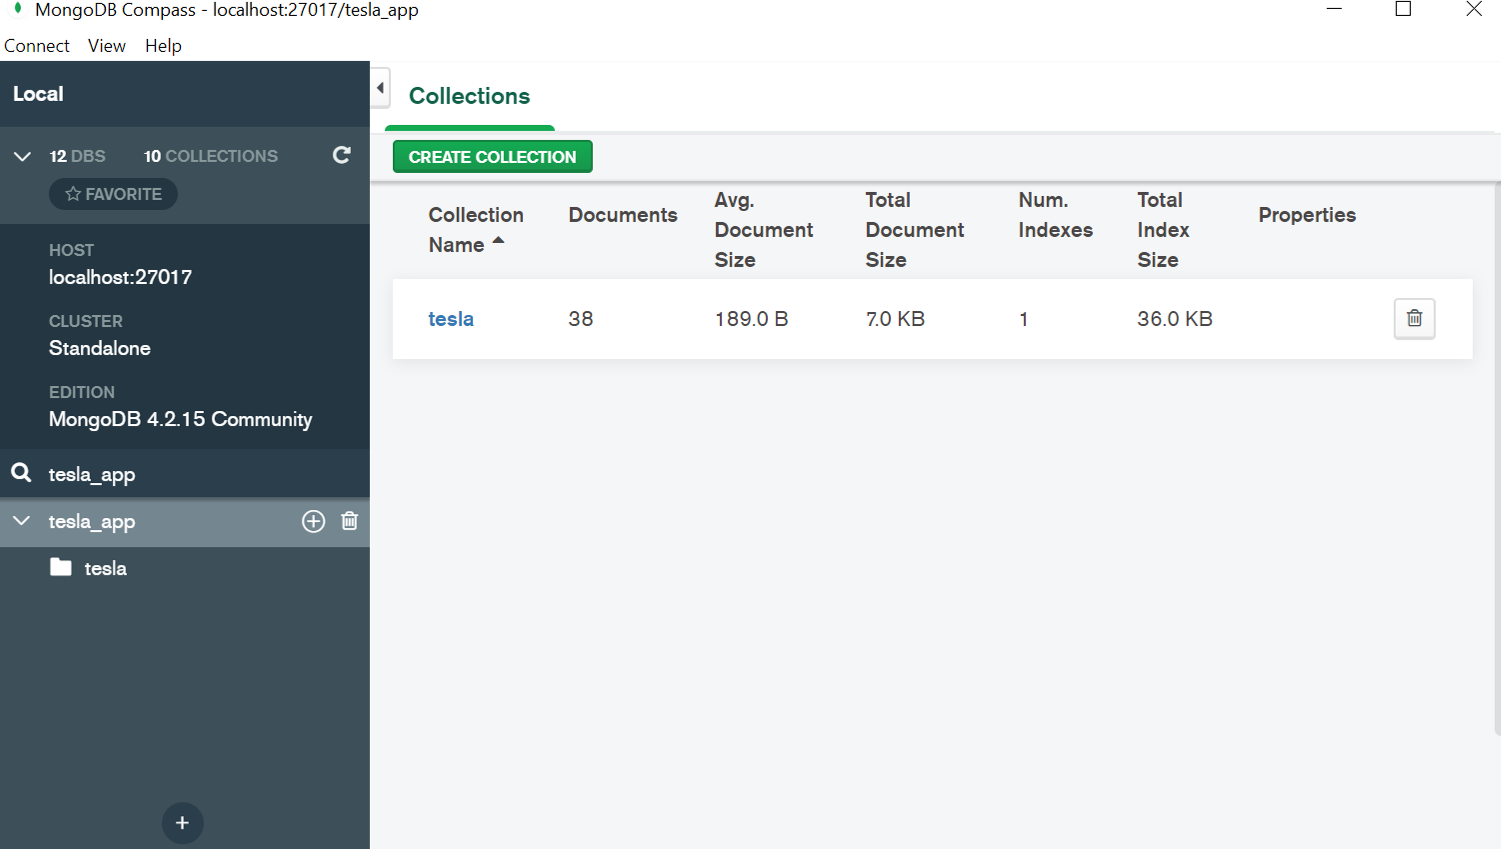 MongoDB Compass - localhost:27017/tesla_app
Connect View Help
Local
12 DBS 10 COLLECTIONS
FAVORITE
HOST
localhost:27017
CLUSTER
Standalone
EDITION
MongoDB 4.2.15 Community
tesla_app
tesla_app
tesla
Collections
CREATE COLLECTION
Collection
Name
Documents
Avg.
Document
Size
Total
Document
Size
Num.
Indexes
Total
Index
Size
Properties
tesla 38 189.0 B 7.0 KB 1 36.0 KB